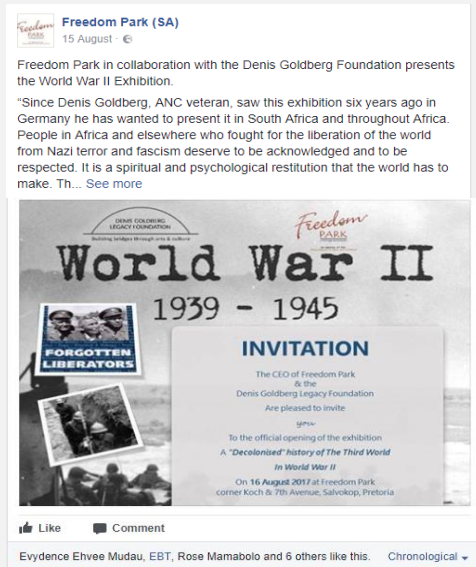 Freedom
PARK
Freedom Park (SA)
15 August ·
Freedom Park in collaboration with the Denis Goldberg Foundation presents
the World War II Exhibition.
“Since Denis Goldberg, ANC veteran, saw this exhibition six years ago in
Germany he has wanted to present it in South Africa and throughout Africa.
People in Africa and elsewhere who fought for the liberation of the world
from Nazi terror and fascism deserve to be acknowledged and to be
respected. It is a spiritual and psychological restitution that the world has to
make. Th... See more
DENIS GOLDBERG
LEGACY FOUNDATION
Building bridges through arts & culture
Freedom
PARK
World War II
1939 - 1945
FORGOTTEN
LIBERATORS
INVITATION
The CEO of Freedom Park
& the
Denis Goldberg Legacy Foundation
Are pleased to invite
you
To the official opening of the exhibition
A "Decolonised" history of The Third World
In World War II
On 16 August 2017 at Freedom Park
corner Koch & 7th Avenue, Salvokop, Pretoria
Like Comment
Evydence Ehvee Mudau, EBT, Rose Mamabolo and 6 others like this. Chronological